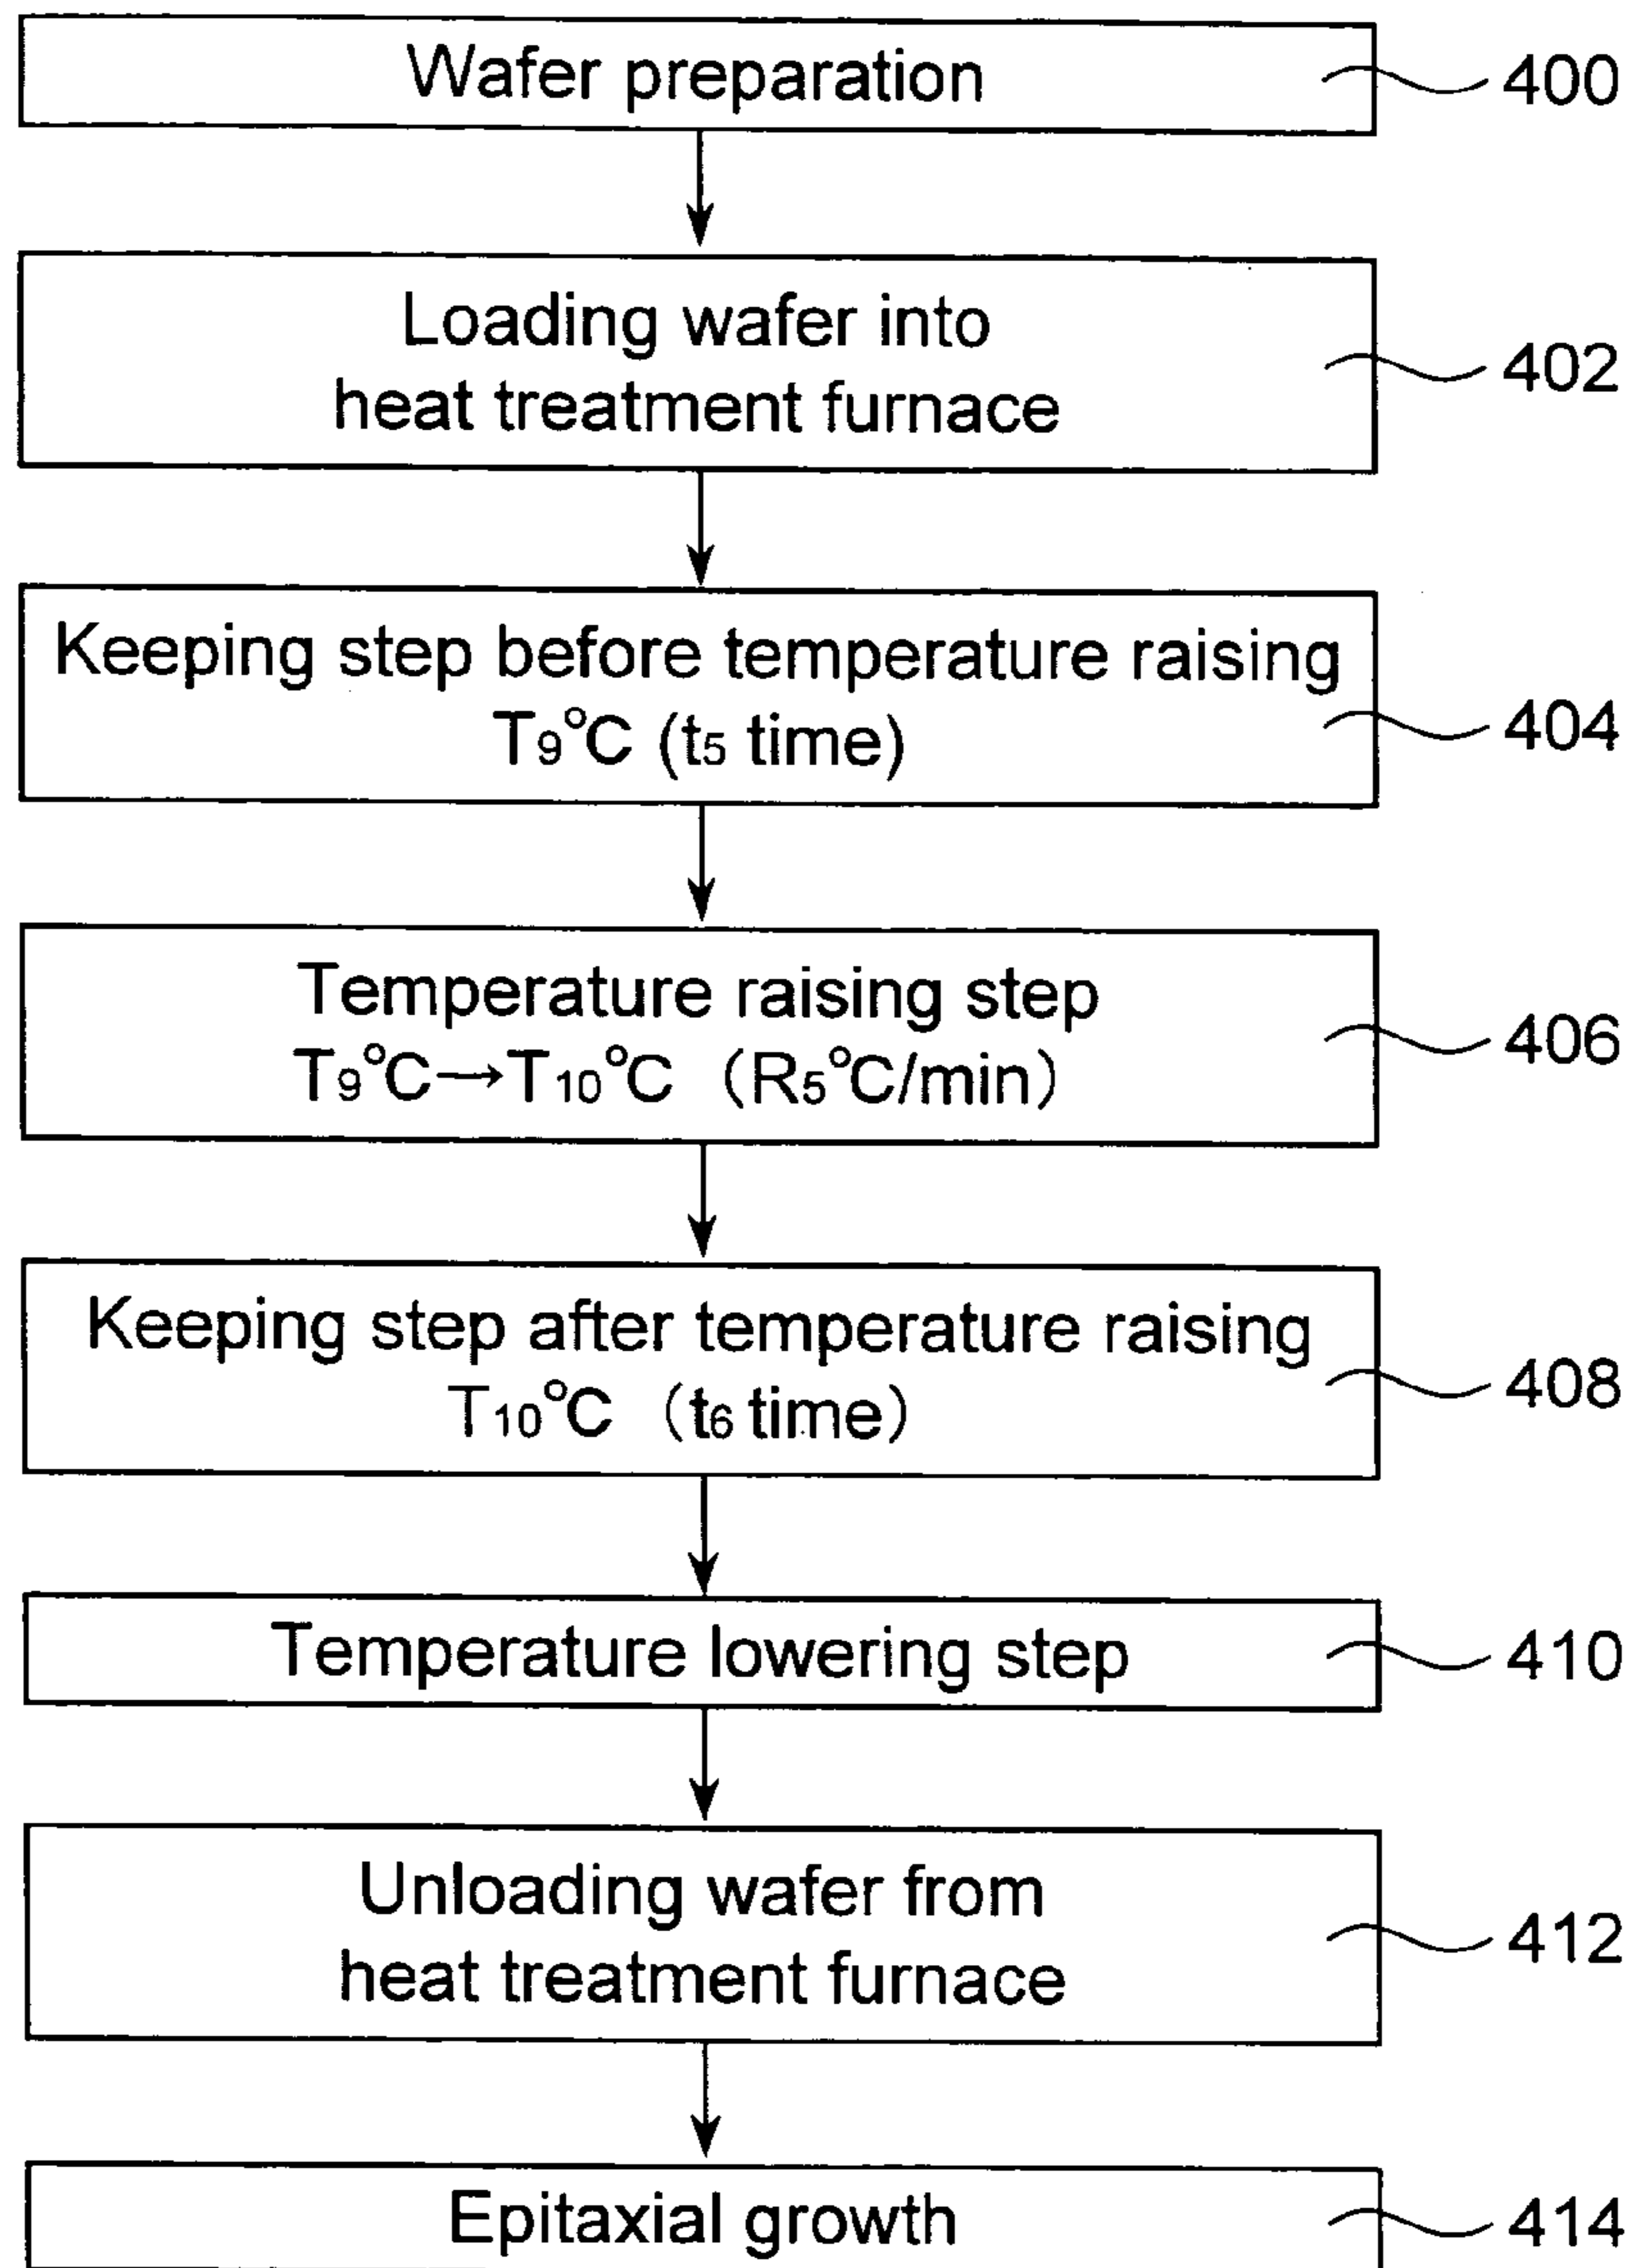 Wafer preparation
400
Loading wafer into
heat treatment furnace
402
Keeping step before temperature raising
T₉℃ (t₅ time)
404
Temperature raising step
T₉℃→T₁₀℃ (R₅℃/min)
406
Keeping step after temperature raising
T₁₀℃ (t₆ time)
408
Temperature lowering step
410
Unloading wafer from
heat treatment furnace
412
Epitaxial growth
414